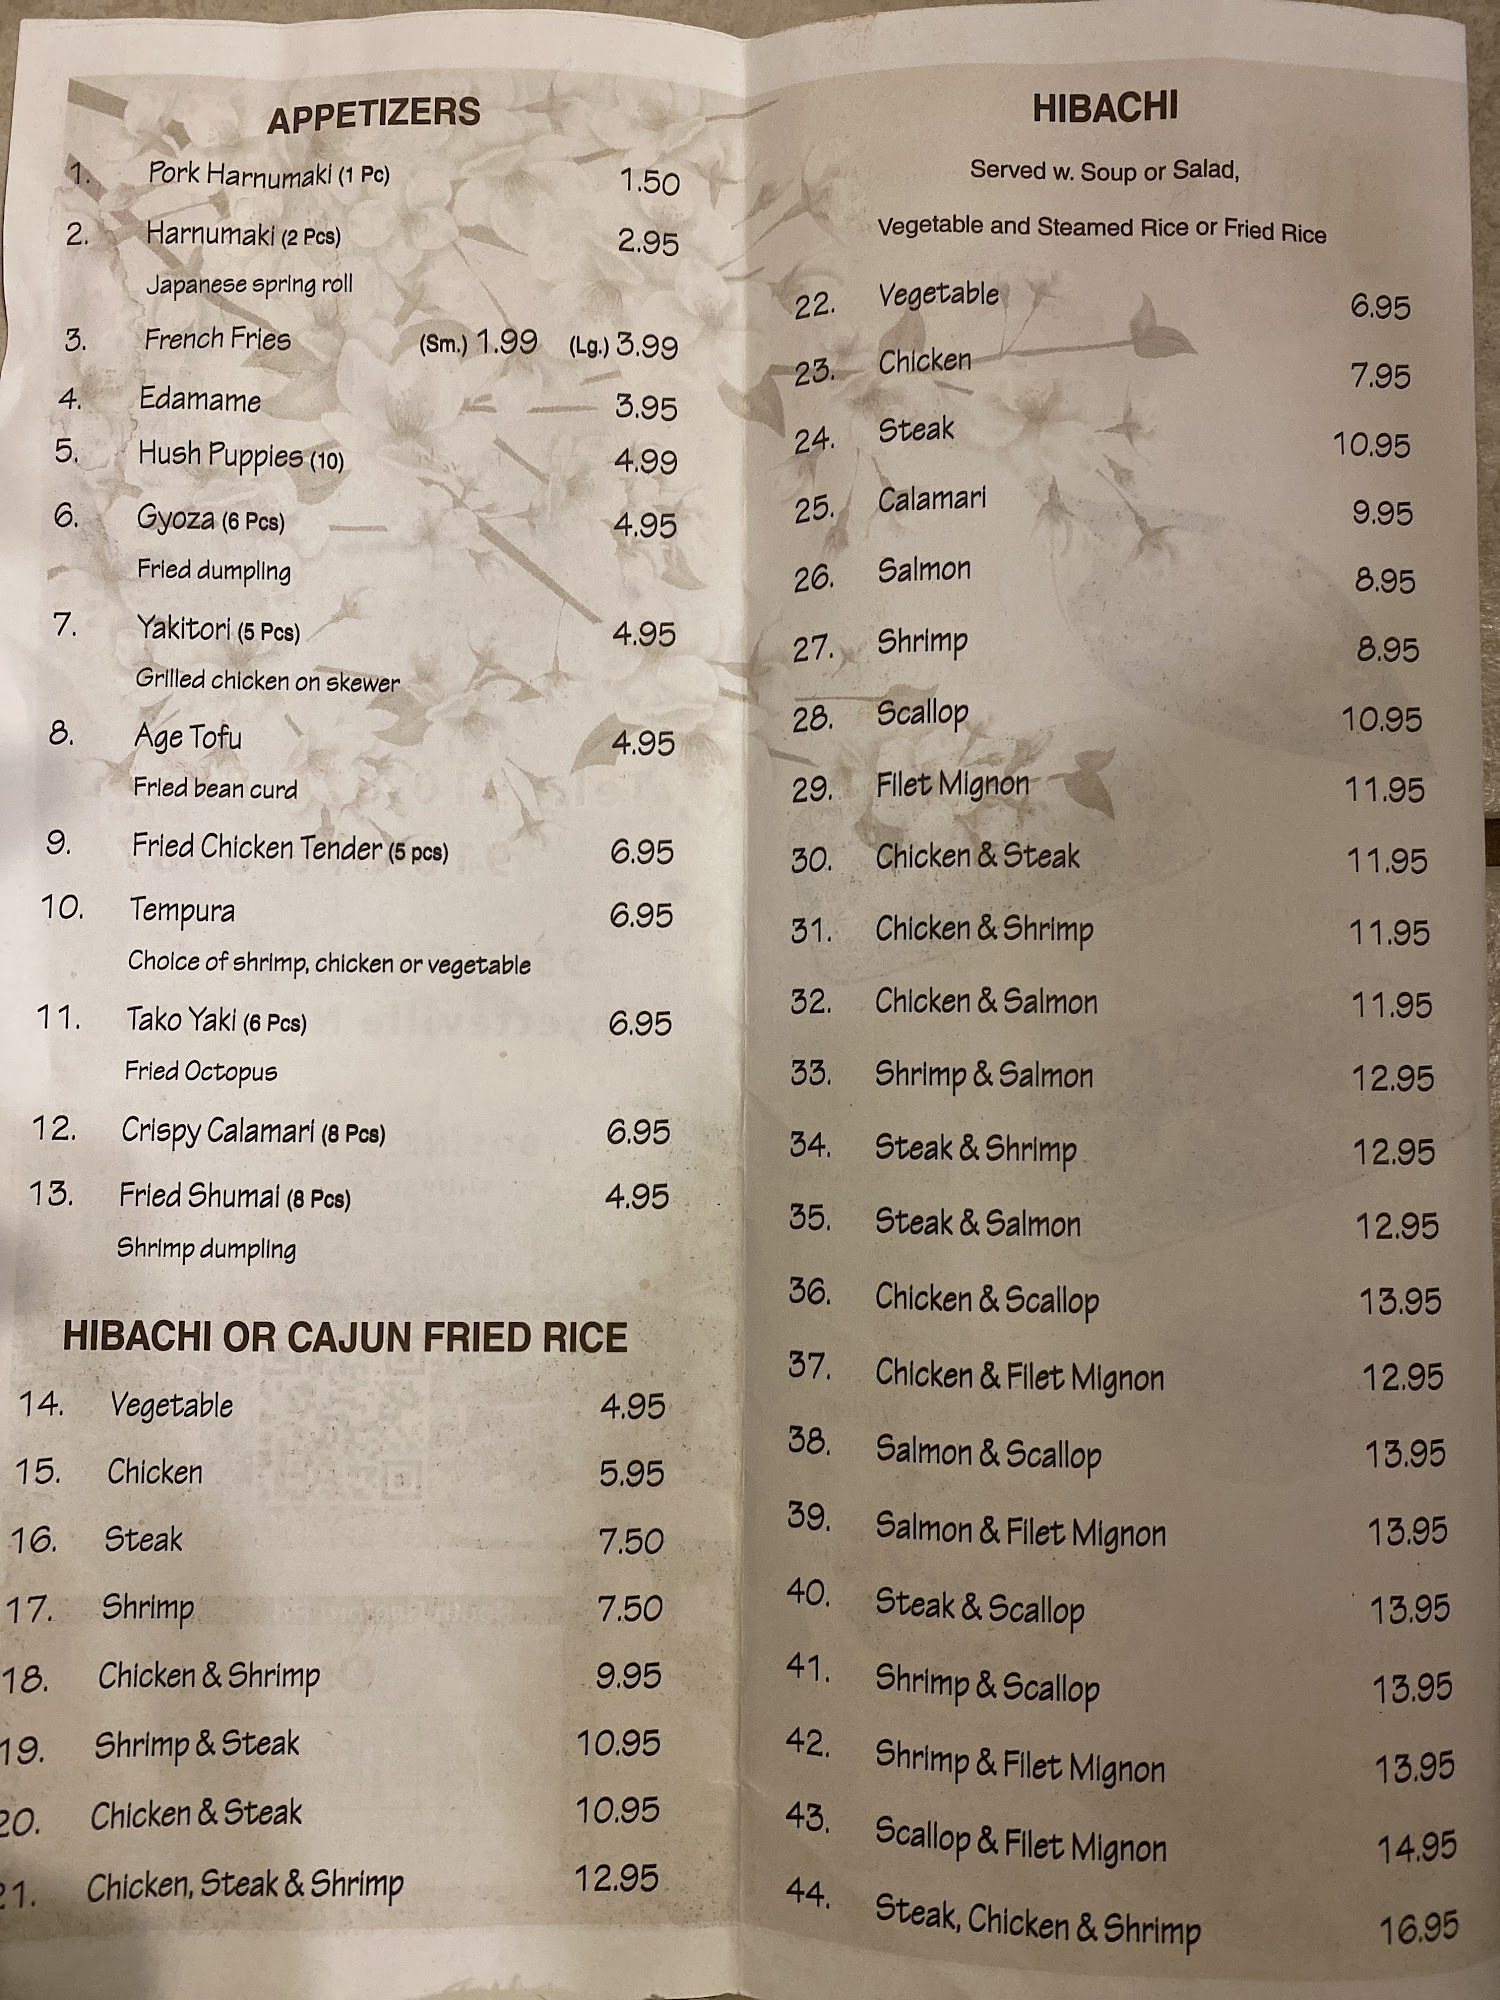 APPETIZERS
1. Pork Harnumaki (1 Pc) 1.50
2. Harnumaki (2 Pcs) 2.95
Japanese spring roll
3. French Fries (Sm.) 1.99 (Lg.) 3.99
4. Edamame 3.95
5. Hush Puppies (10) 4.99
6. Gyoza (6 Pcs) 4.95
Fried dumpling
7. Yakitori (5 Pcs) 4.95
Grilled chicken on skewer
8. Age Tofu 4.95
Fried bean curd
9. Fried Chicken Tender (5 pcs) 6.95
10. Tempura 6.95
Choice of shrimp, chicken or vegetable
11. Tako Yaki (6 Pcs) 6.95
Fried Octopus
12. Crispy Calamari (8 Pcs) 6.95
13. Fried Shumai (8 Pcs) 4.95
Shrimp dumpling
HIBACHI OR CAJUN FRIED RICE
14. Vegetable 4.95
15. Chicken 5.95
16. Steak 7.50
17. Shrimp 7.50
18. Chicken & Shrimp 9.95
19. Shrimp & Steak 10.95
20. Chicken & Steak 10.95
21. Chicken, Steak & Shrimp 12.95
HIBACHI
Served w. Soup or Salad,
Vegetable and Steamed Rice or Fried Rice
22. Vegetable 6.95
23. Chicken 7.95
24. Steak 10.95
25. Calamari 9.95
26. Salmon 8.95
27. Shrimp 8.95
28. Scallop 10.95
29. Filet Mignon 11.95
30. Chicken & Steak 11.95
31. Chicken & Shrimp 11.95
32. Chicken & Salmon 11.95
33. Shrimp & Salmon 12.95
34. Steak & Shrimp 12.95
35. Steak & Salmon 12.95
36. Chicken & Scallop 13.95
37. Chicken & Filet Mignon 12.95
38. Salmon & Scallop 13.95
39. Salmon & Filet Mignon 13.95
40. Steak & Scallop 13.95
41. Shrimp & Scallop 13.95
42. Shrimp & Filet Mignon 13.95
43. Scallop & Filet Mignon 14.95
44. Steak, Chicken & Shrimp 16.95